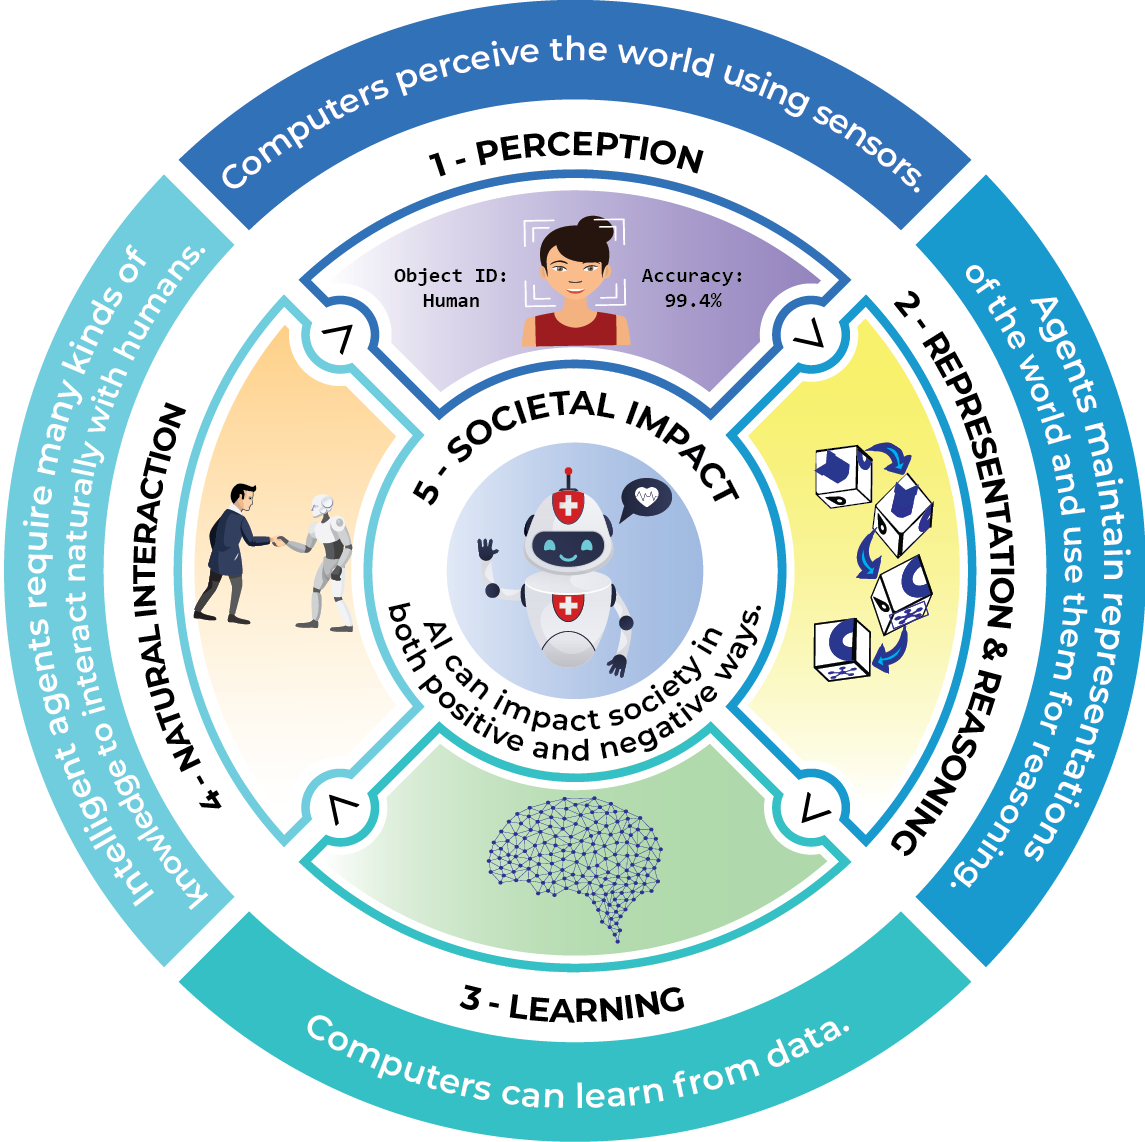 Computers perceive the world using sensors.
1 - PERCEPTION
Object ID:
Human
Accuracy:
99.4%
2 - REPRESENTATION & REASONING
Agents maintain representations
of the world and use them for reasoning.
3 - LEARNING
Computers can learn from data.
4 - NATURAL INTERACTION
Intelligent agents require many kinds of
knowledge to interact naturally with humans.
5 - SOCIETAL IMPACT
AI can impact society in
both positive and negative ways.